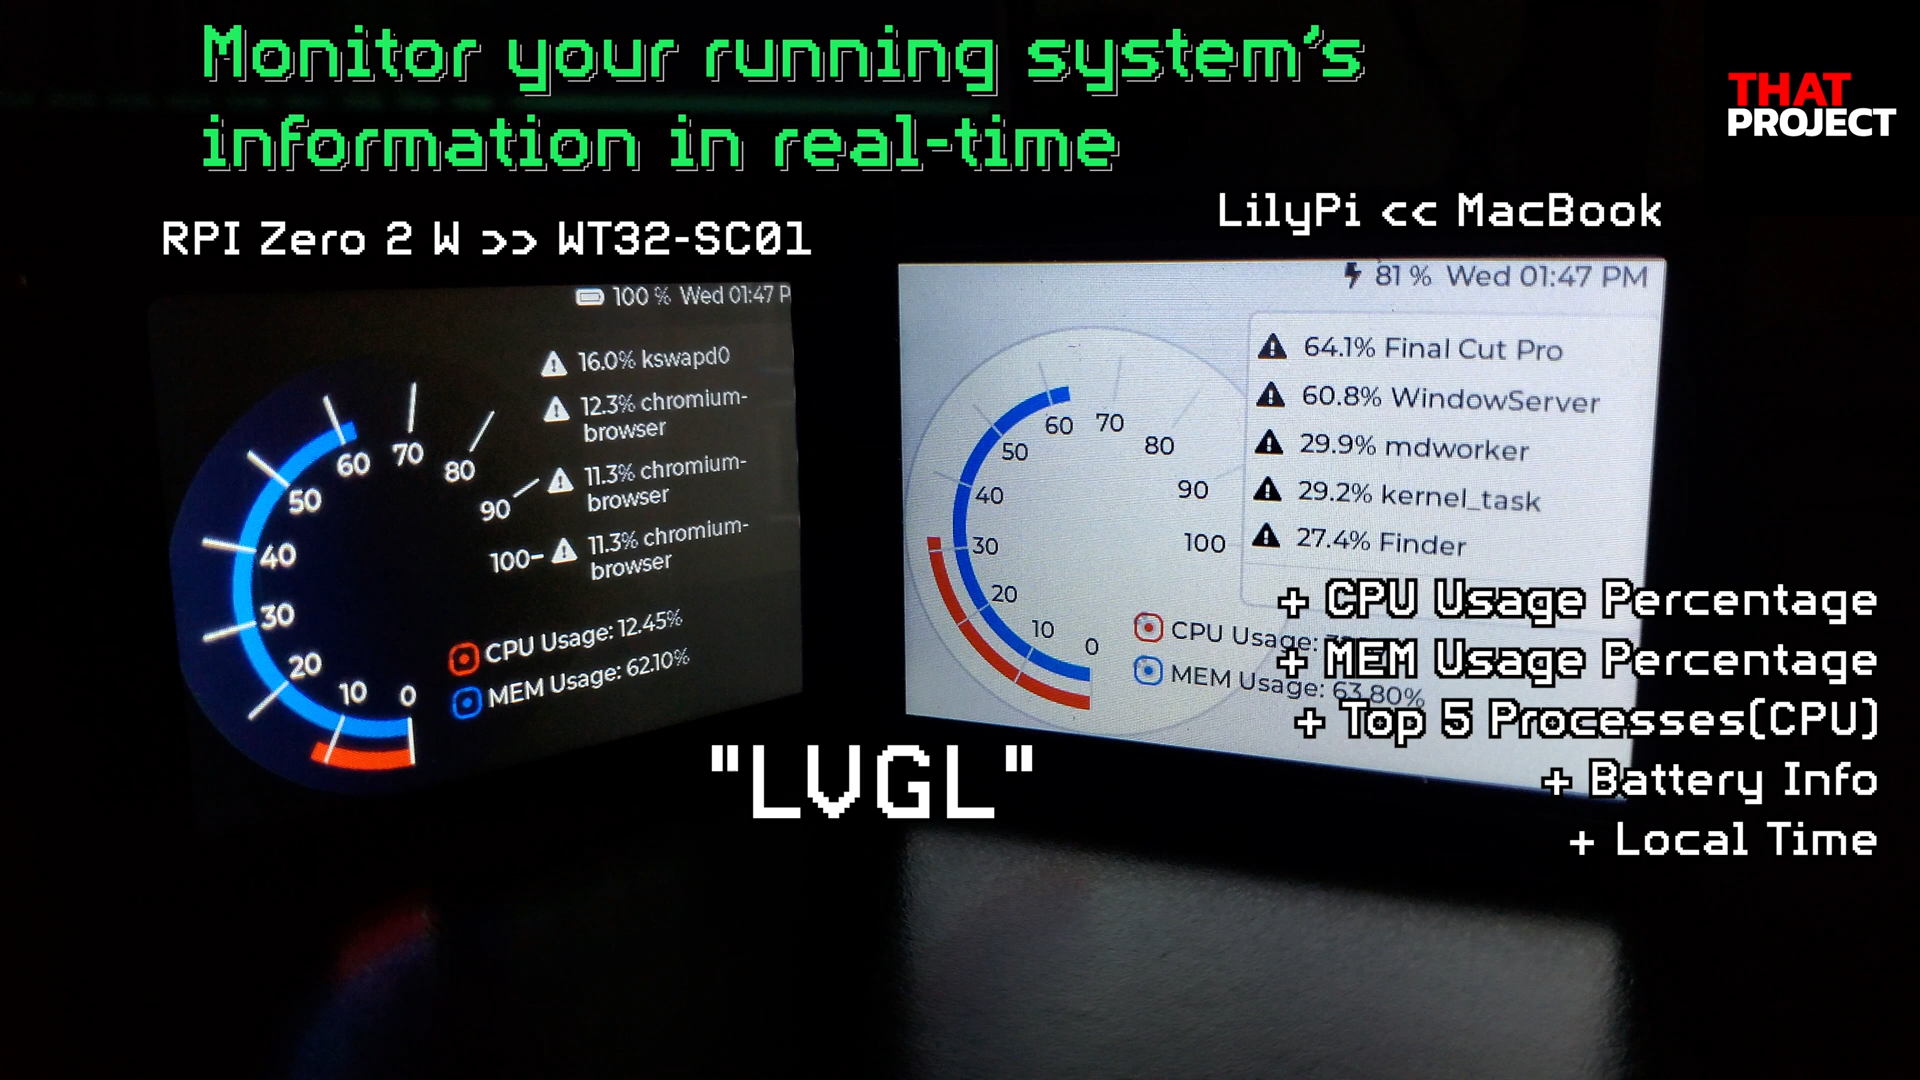 Monitor your running system's
information in real-time
THAT
PROJECT
RPI Zero 2 W >> WT32-SC01
LilyPi << MacBook
100 % Wed 01:47 P
16.0% kswapd0
12.3% chromium-
browser
11.3% chromium-
browser
11.3% chromium-
browser
60
70
80
50
90
40
100
30
20
10
0
CPU Usage: 12.45%
MEM Usage: 62.10%
81 % Wed 01:47 PM
64.1% Final Cut Pro
60.8% WindowServer
29.9% mdworker
29.2% kernel_task
27.4% Finder
60
70
80
50
90
40
100
30
20
10
0
CPU Usage:
MEM Usage: 63.80%
+ CPU Usage Percentage
+ MEM Usage Percentage
+ Top 5 Processes(CPU)
+ Battery Info
+ Local Time
"LVGL"